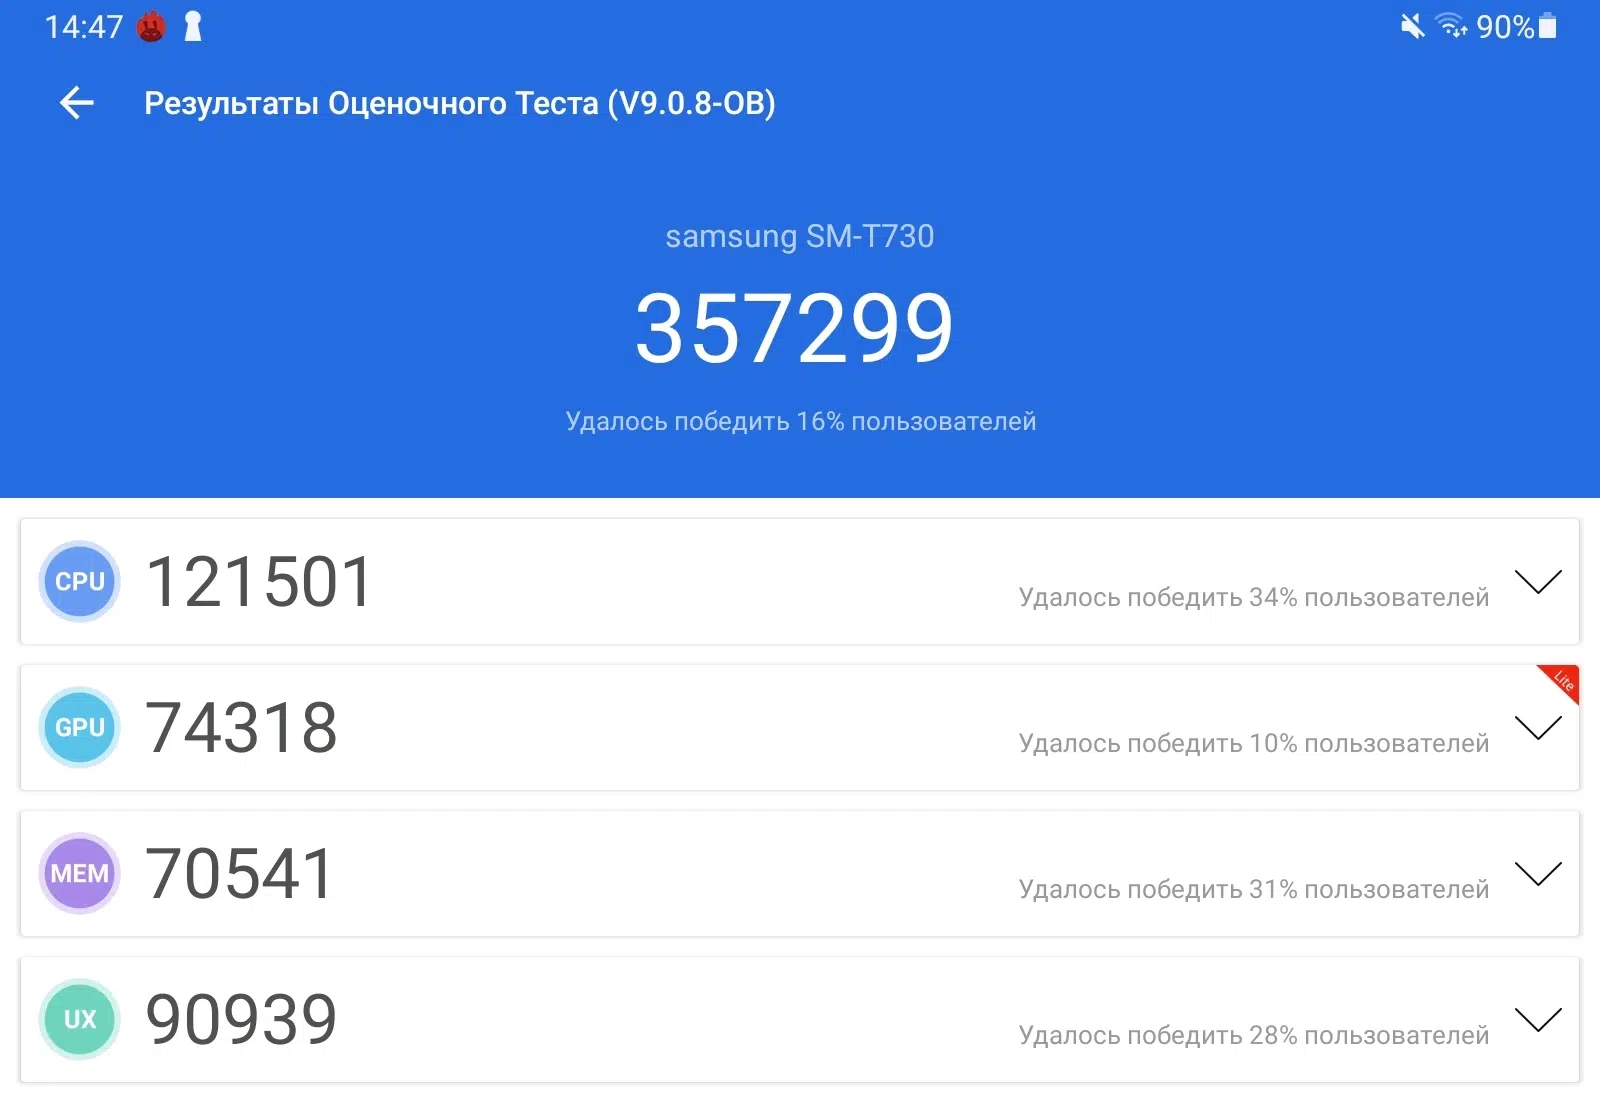 14:47
90%
Результаты Оценочного Теста (V9.0.8-OB)
samsung SM-T730
357299
Удалось победить 16% пользователей
CPU 121501 Удалось победить 34% пользователей
Lite
GPU 74318 Удалось победить 10% пользователей
MEM 70541 Удалось победить 31% пользователей
UX 90939 Удалось победить 28% пользователей